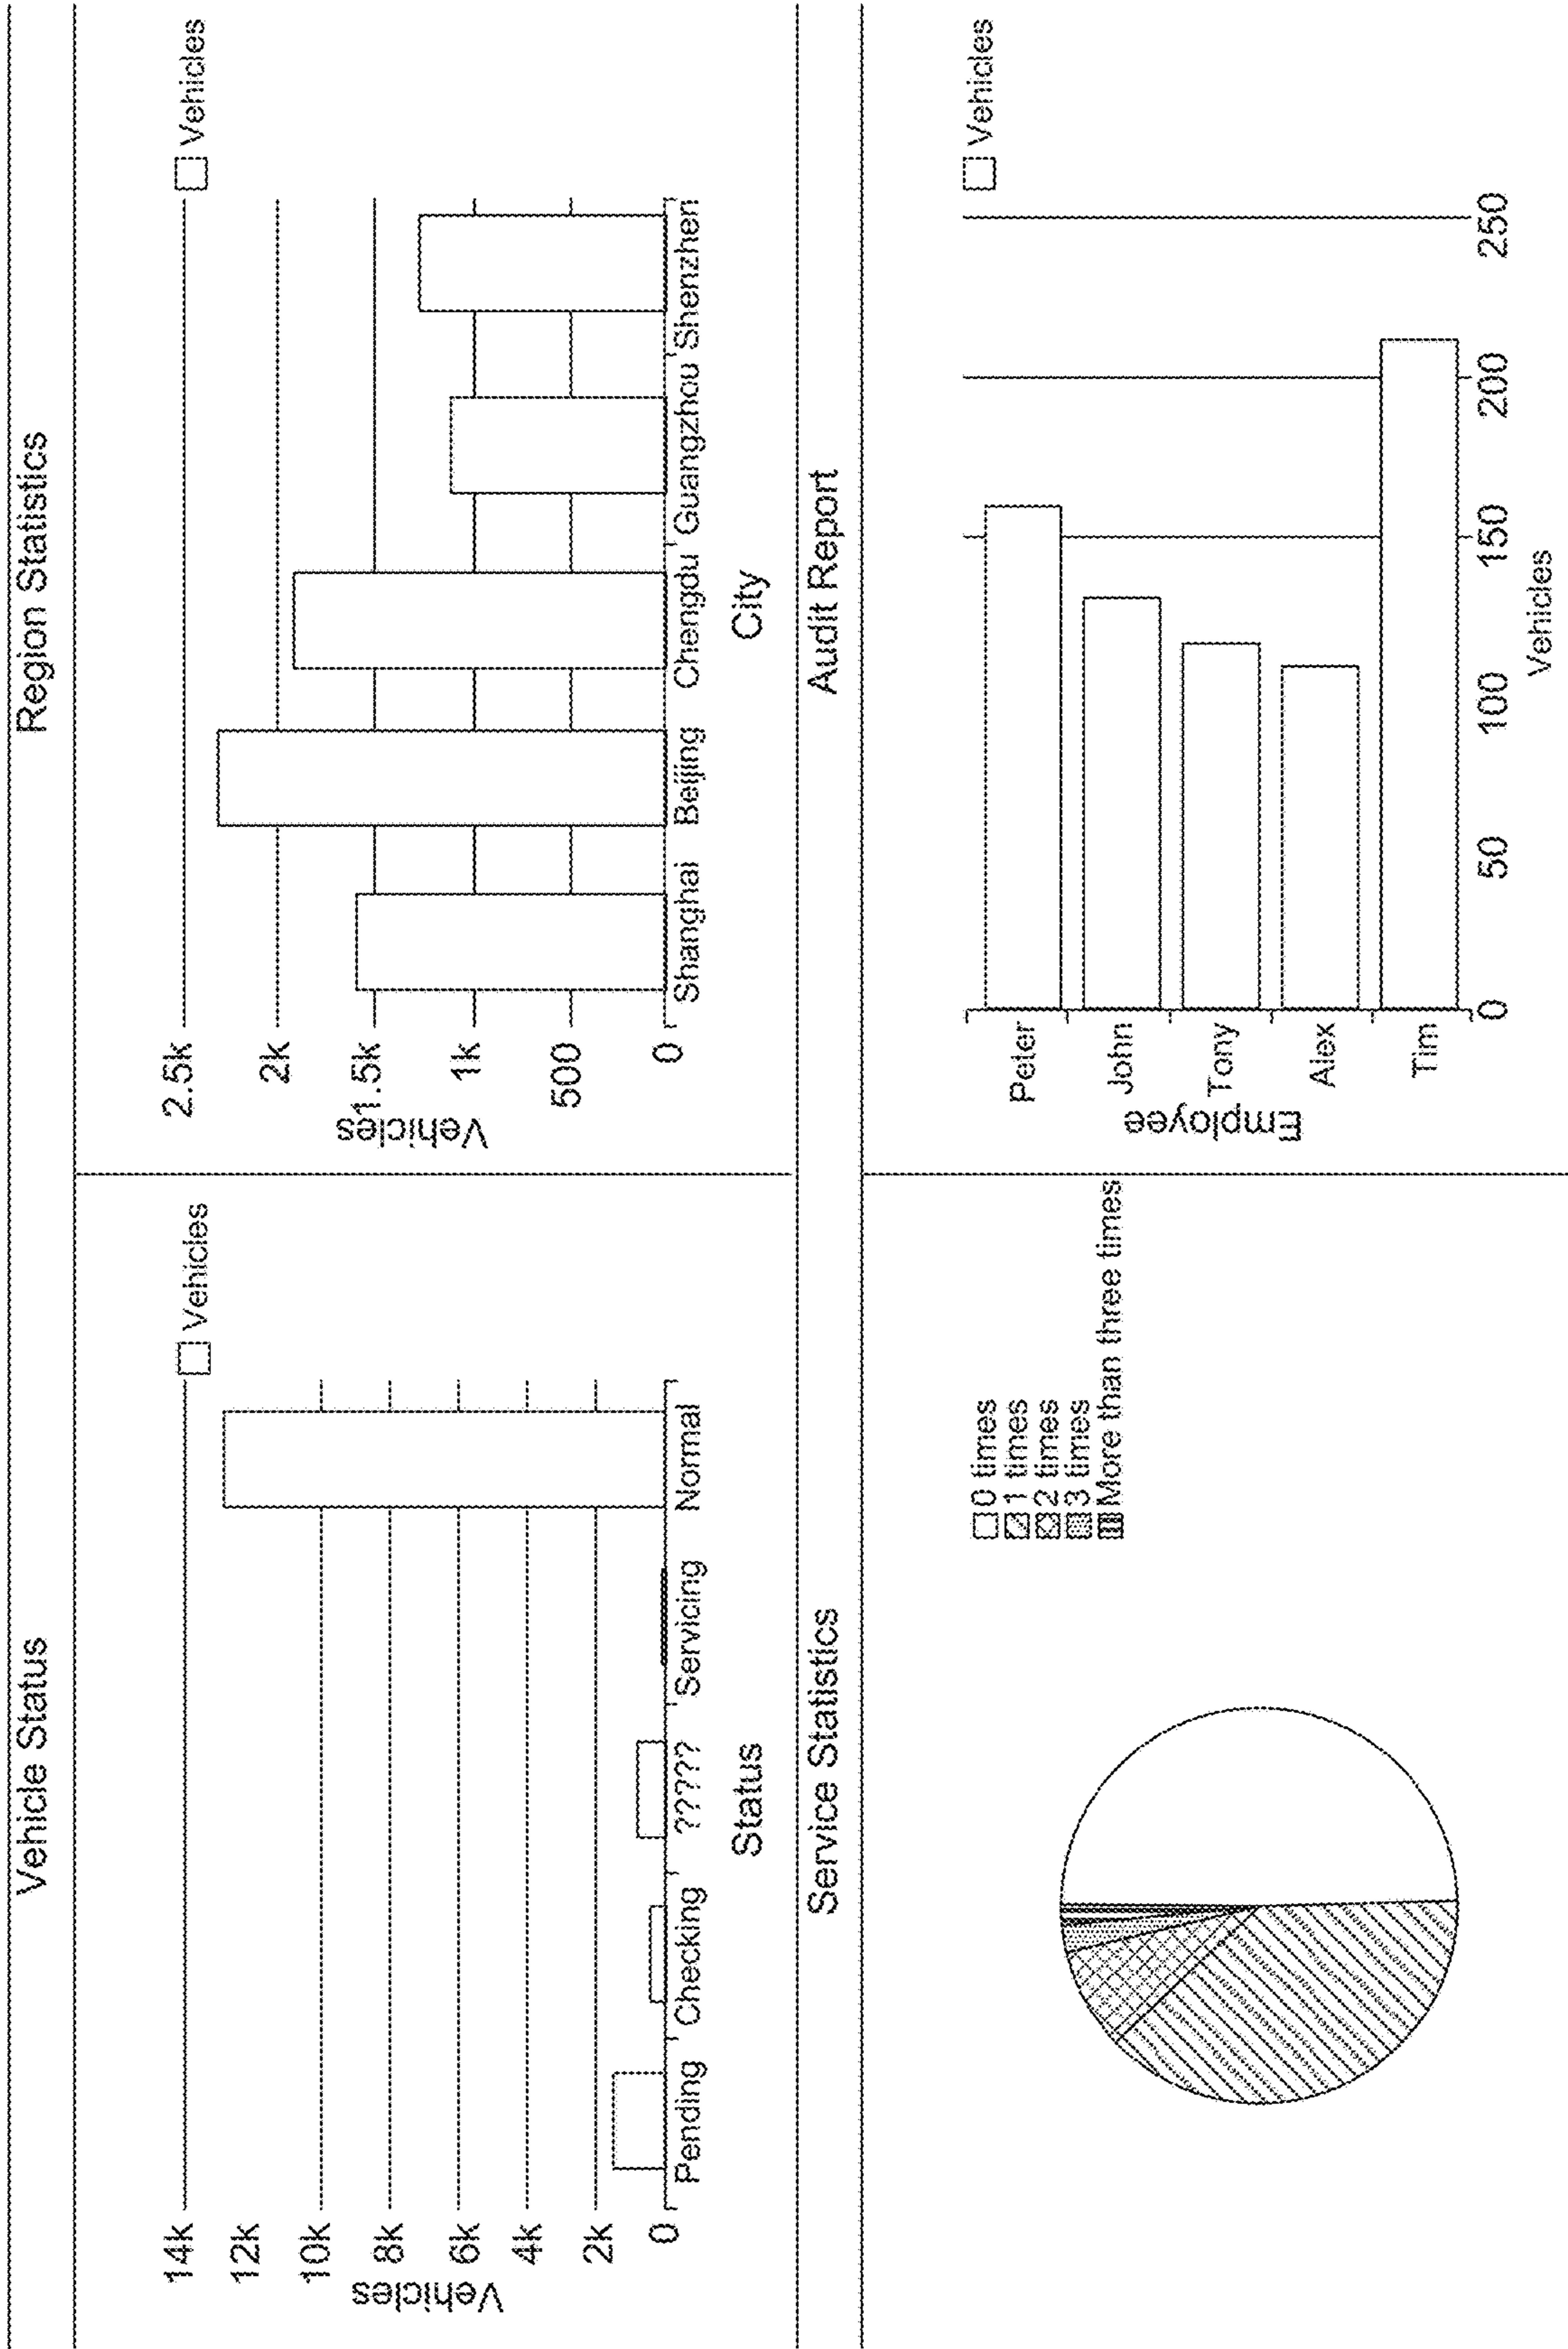 Vehicle Status
Vehicles
14k
12k
10k
8k
6k
4k
2k
0
Vehicles
Pending
Checking
?????
Servicing
Normal
Status
Region Statistics
Vehicles
2.5k
2k
1.5k
1k
500
0
Vehicles
Shanghai
Beijing
Chengdu
Guangzhou
Shenzhen
City
Service Statistics
0 times
1 times
2 times
3 times
More than three times
Audit Report
Vehicles
Employee
Peter
John
Tony
Alex
Tim
0
50
100
150
200
250
Vehicles